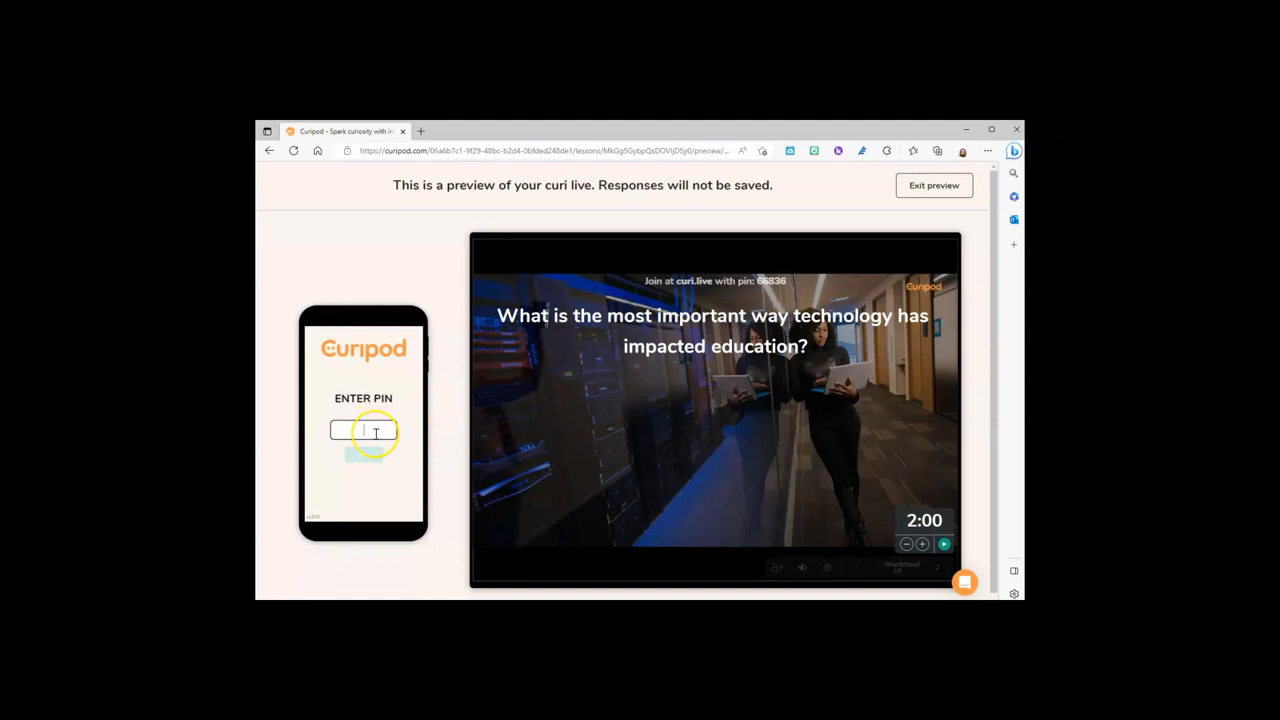 Curipod - Spark curiosity with in
https://curipod.com/06a6b7c1-9f29-48bc-b2d4-0bfded248de1/lessons/MkGg5GybpQsDOVIjD5y0/preview/...
This is a preview of your curi live. Responses will not be saved.
Exit preview
Join at curi.live with pin: 66836
Curipod
What is the most important way technology has
impacted education?
Curipod
ENTER PIN
2:00
Wordcloud